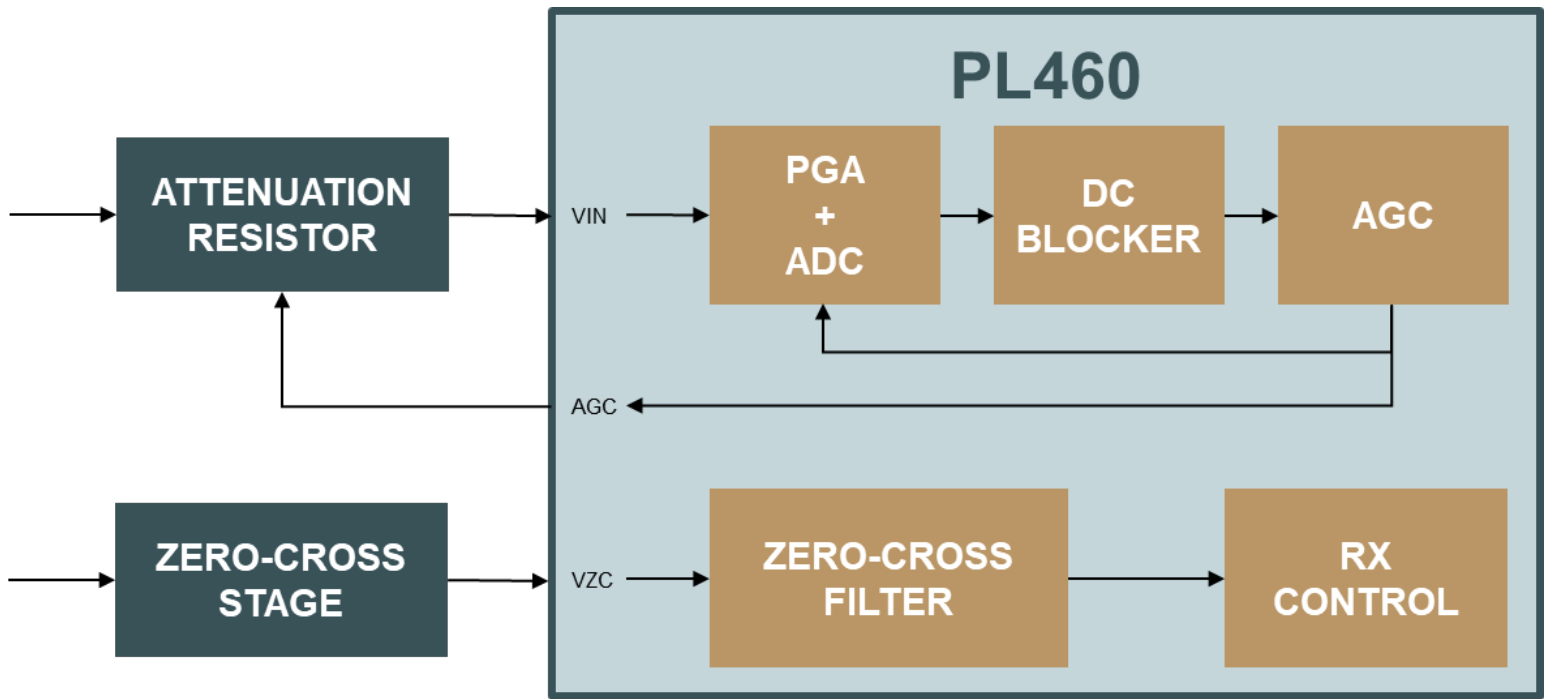 PL460
ATTENUATION
RESISTOR
VIN
PGA
+
ADC
DC
BLOCKER
AGC
AGC
ZERO-CROSS
STAGE
VZC
ZERO-CROSS
FILTER
RX
CONTROL